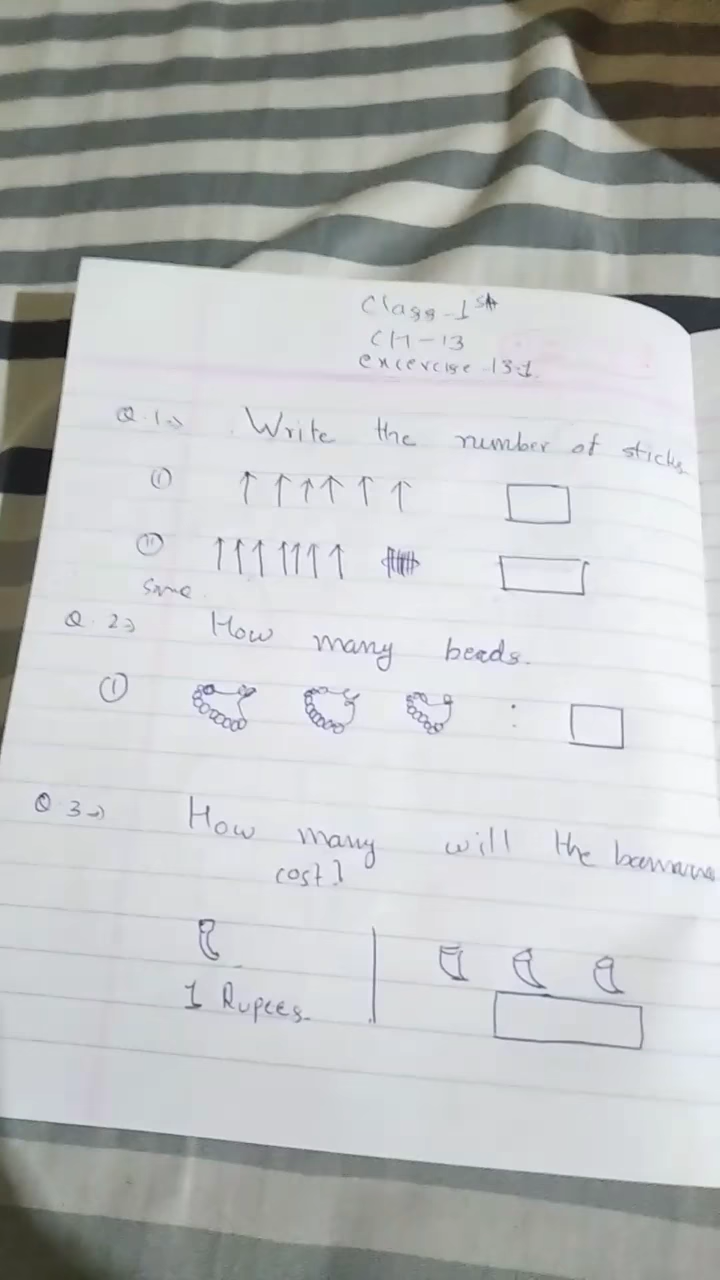 Class-1st
CH-13
excercise 13.1
Q.1→ Write the number of sticks
(i)
(ii)
Same
Q.2→ How many beads.
(i) :
Q.3→ How many will the banana
cost?
1 Rupees.